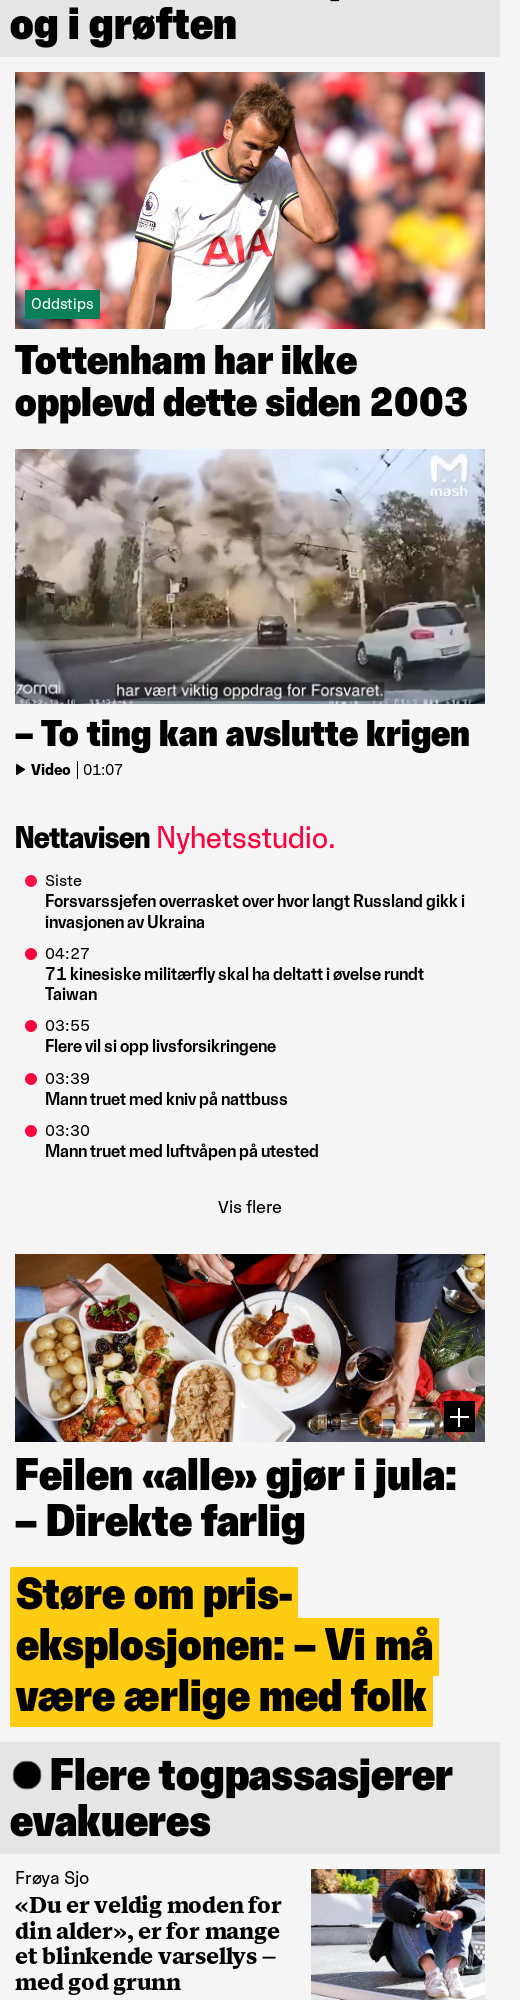 og i grøften
AIA
Oddstips
Tottenham har ikke
opplevd dette siden 2003
mash
zomai
har vært viktig oppdrag for Forsvaret.
– To ting kan avslutte krigen
Video | 01:07
Nettavisen Nyhetsstudio.
Siste
Forsvarssjefen overrasket over hvor langt Russland gikk i
invasjonen av Ukraina
04:27
71 kinesiske militærfly skal ha deltatt i øvelse rundt
Taiwan
03:55
Flere vil si opp livsforsikringene
03:39
Mann truet med kniv på nattbuss
03:30
Mann truet med luftvåpen på utested
Vis flere
Feilen «alle» gjør i jula:
– Direkte farlig
Støre om pris-
eksplosjonen: – Vi må
være ærlige med folk
Flere togpassasjerer
evakueres
Frøya Sjo
«Du er veldig moden for
din alder», er for mange
et blinkende varsellys –
med god grunn